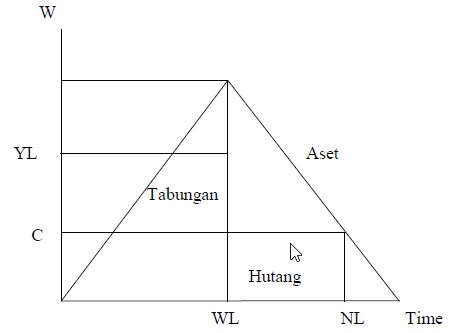 W
YL
Aset
Tabungan
C
Hutang
WL
NL
Time